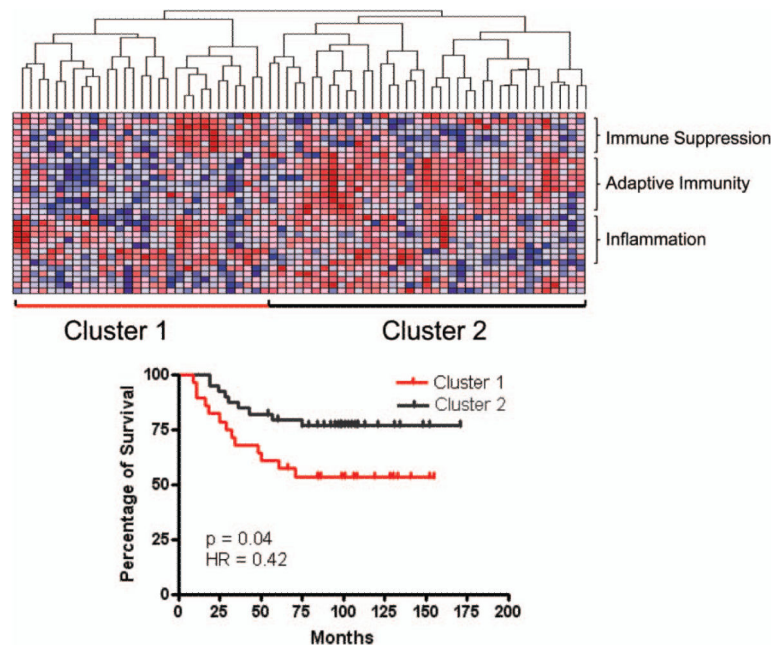 Immune Suppression
Adaptive Immunity
Inflammation
Cluster 1
Cluster 2
Cluster 1
Cluster 2
Percentage of Survival
100
75
50
25
0
p = 0.04
HR = 0.42
0 25 50 75 100 125 150 175 200
Months